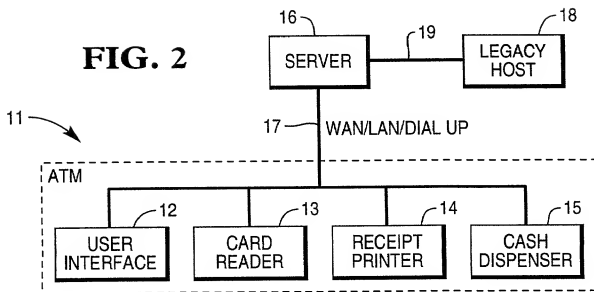 FIG. 2
16
SERVER
19
18
LEGACY
HOST
11
17
WAN/LAN/DIAL UP
ATM
12
USER
INTERFACE
13
CARD
READER
14
RECEIPT
PRINTER
15
CASH
DISPENSER